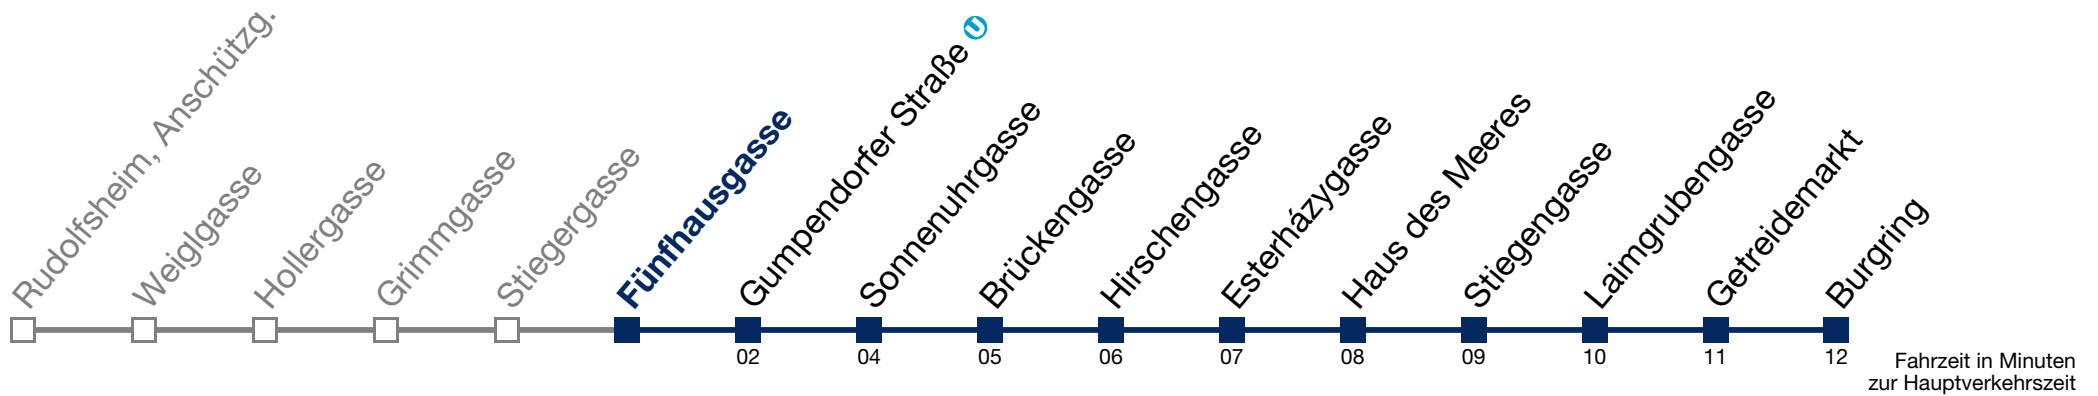 Rudolfsheim, Anschützg.
Weiglgasse
Hollergasse
Grimmgasse
Stiegergasse
Fünfhausgasse
Gumpendorfer Straße U
Sonnenuhrgasse
Brückengasse
Hirschengasse
Esterházygasse
Haus des Meeres
Stiegengasse
Laimgrubengasse
Getreidemarkt
Burgring
02 04 05 06 07 08 09 10 11 12
Fahrzeit in Minuten
zur Hauptverkehrszeit